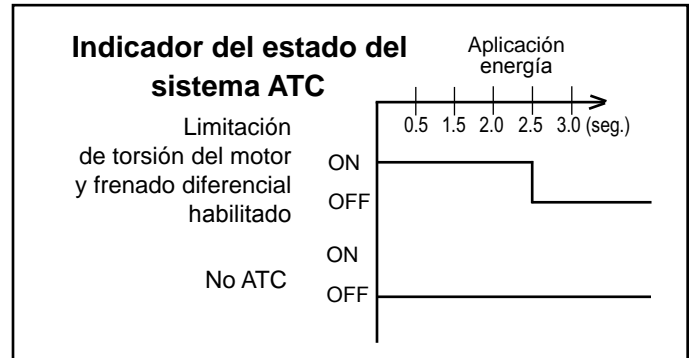 Indicador del estado del
sistema ATC
Aplicación
energía
0.5 1.5 2.0 2.5 3.0 (seg.)
Limitación
de torsión del motor
y frenado diferencial
habilitado
ON
OFF
No ATC
ON
OFF